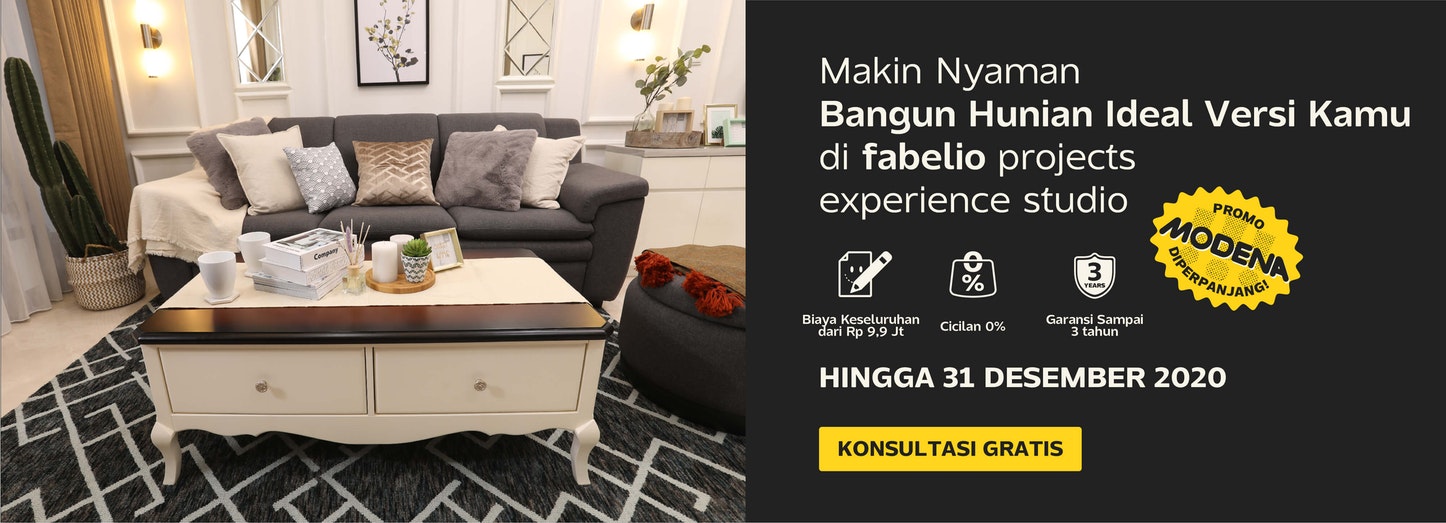 Makin Nyaman
Bangun Hunian Ideal Versi Kamu
di fabelio projects
experience studio
PROMO
MODENA
DIPERPANJANG!
%
3
YEARS
Biaya Keseluruhan
dari Rp 9,9 Jt
Cicilan 0%
Garansi Sampai
3 tahun
HINGGA 31 DESEMBER 2020
KONSULTASI GRATIS
Company